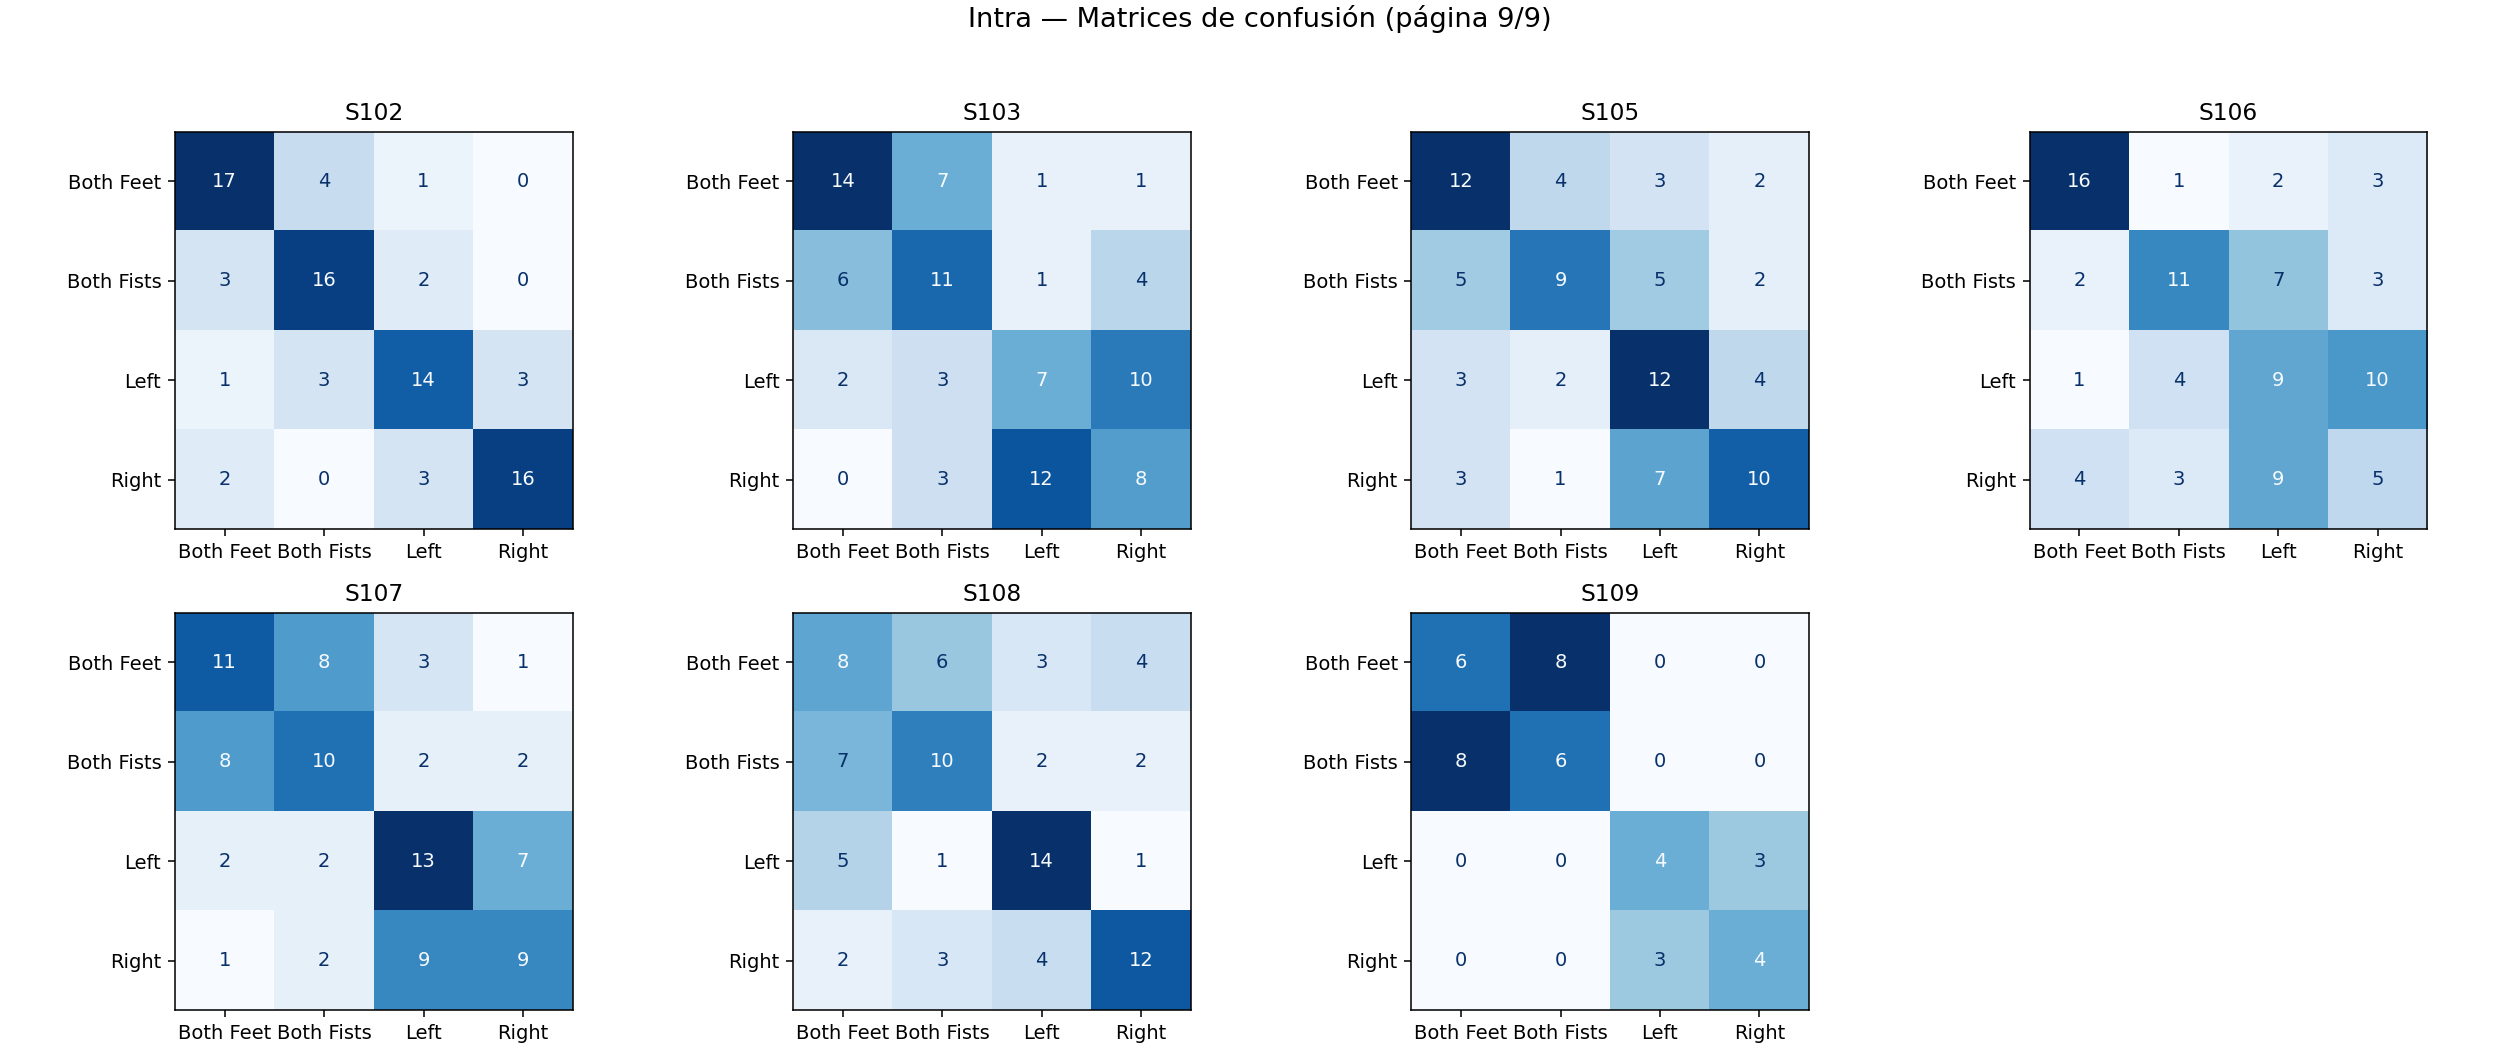 Intra — Matrices de confusión (página 9/9)
S102
Both Feet 17 4 1 0
Both Fists 3 16 2 0
Left 1 3 14 3
Right 2 0 3 16
Both Feet Both Fists Left Right
S103
Both Feet 14 7 1 1
Both Fists 6 11 1 4
Left 2 3 7 10
Right 0 3 12 8
Both Feet Both Fists Left Right
S105
Both Feet 12 4 3 2
Both Fists 5 9 5 2
Left 3 2 12 4
Right 3 1 7 10
Both Feet Both Fists Left Right
S106
Both Feet 16 1 2 3
Both Fists 2 11 7 3
Left 1 4 9 10
Right 4 3 9 5
Both Feet Both Fists Left Right
S107
Both Feet 11 8 3 1
Both Fists 8 10 2 2
Left 2 2 13 7
Right 1 2 9 9
Both Feet Both Fists Left Right
S108
Both Feet 8 6 3 4
Both Fists 7 10 2 2
Left 5 1 14 1
Right 2 3 4 12
Both Feet Both Fists Left Right
S109
Both Feet 6 8 0 0
Both Fists 8 6 0 0
Left 0 0 4 3
Right 0 0 3 4
Both Feet Both Fists Left Right